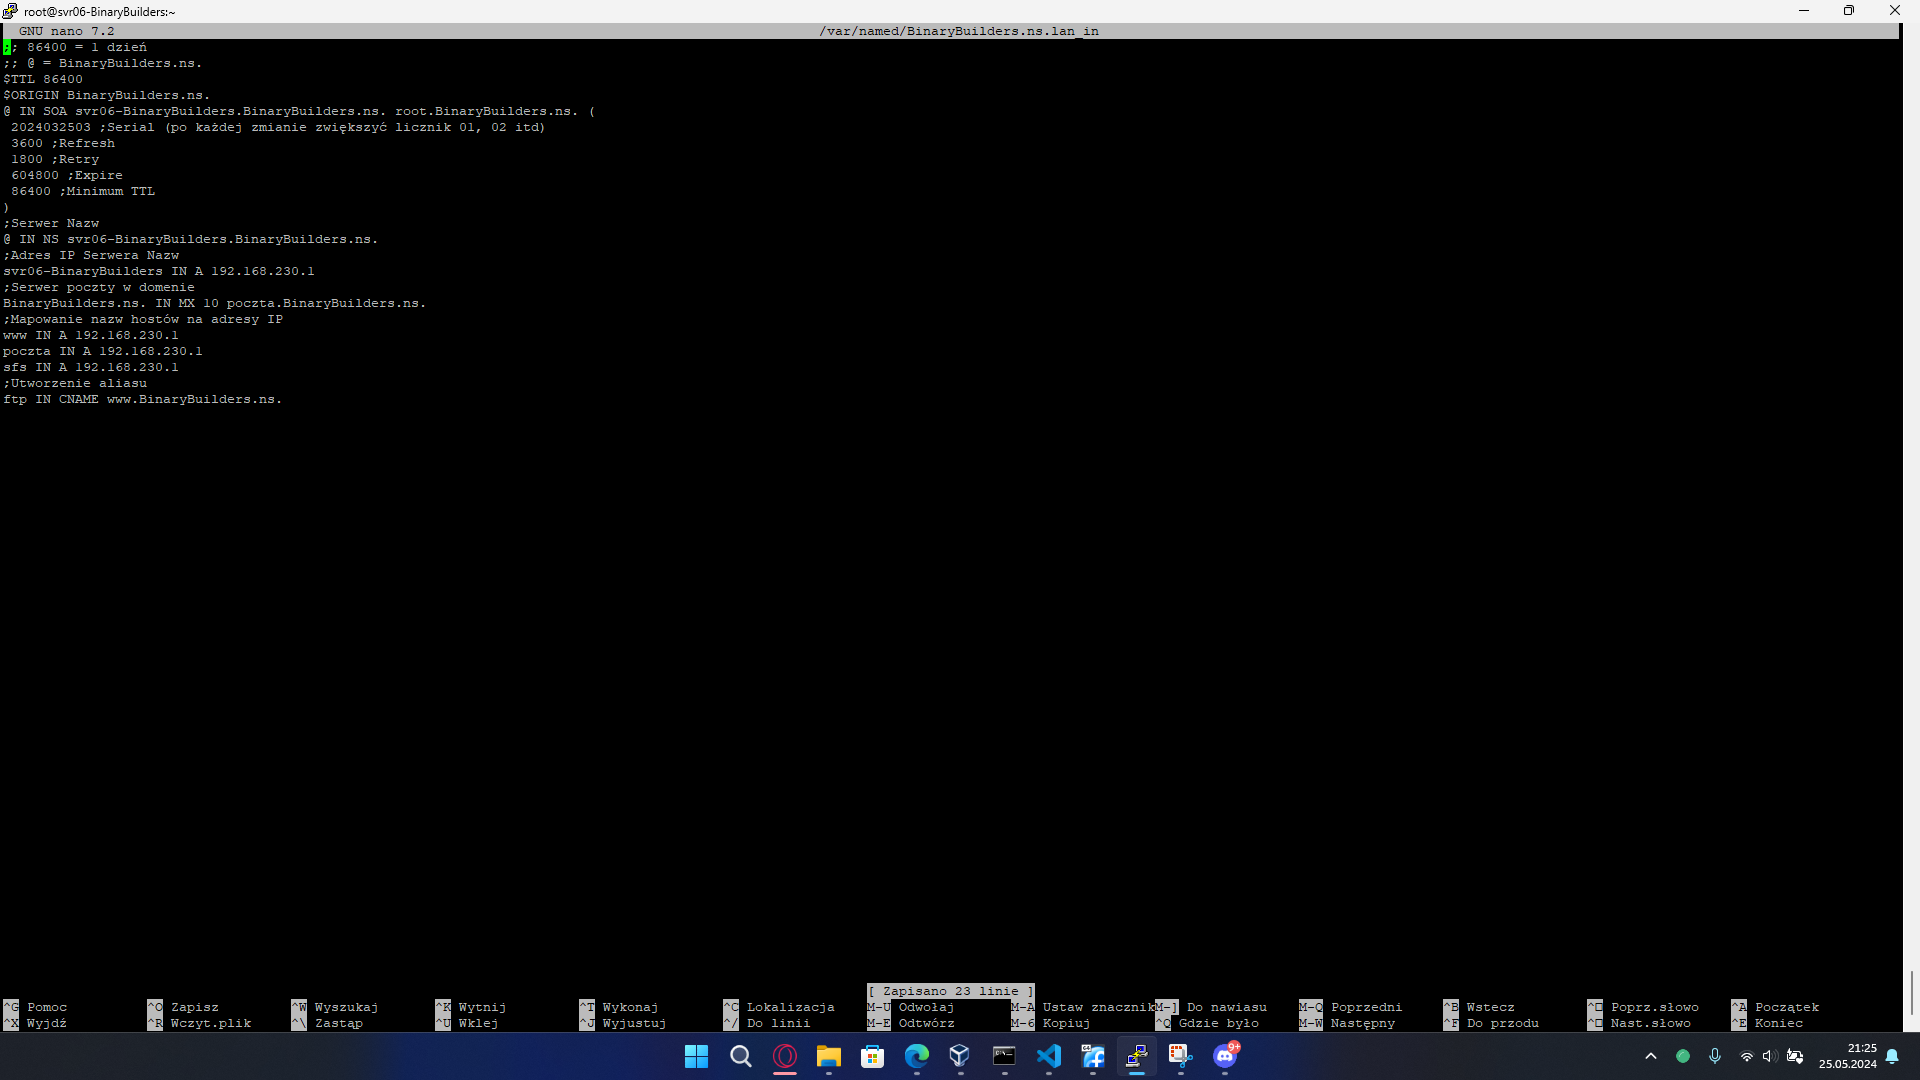 root@svr06-BinaryBuilders:~
GNU nano 7.2 /var/named/BinaryBuilders.ns.lan_in
;; 86400 = 1 dzień
;; @ = BinaryBuilders.ns.
$TTL 86400
$ORIGIN BinaryBuilders.ns.
@ IN SOA svr06-BinaryBuilders.BinaryBuilders.ns. root.BinaryBuilders.ns. (
2024032503 ;Serial (po każdej zmianie zwiększyć licznik 01, 02 itd)
3600 ;Refresh
1800 ;Retry
604800 ;Expire
86400 ;Minimum TTL
)
;Serwer Nazw
@ IN NS svr06-BinaryBuilders.BinaryBuilders.ns.
;Adres IP Serwera Nazw
svr06-BinaryBuilders IN A 192.168.230.1
;Serwer poczty w domenie
BinaryBuilders.ns. IN MX 10 poczta.BinaryBuilders.ns.
;Mapowanie nazw hostów na adresy IP
www IN A 192.168.230.1
poczta IN A 192.168.230.1
sfs IN A 192.168.230.1
;Utworzenie aliasu
ftp IN CNAME www.BinaryBuilders.ns.
[ Zapisano 23 linie ]
^G Pomoc ^O Zapisz ^W Wyszukaj ^K Wytnij ^T Wykonaj ^C Lokalizacja M-U Odwołaj M-A Ustaw znacznik M-] Do nawiasu M-Q Poprzedni ^B Wstecz ^□ Poprz.słowo ^A Początek
^X Wyjdź ^R Wczyt.plik ^\ Zastąp ^U Wklej ^J Wyjustuj ^/ Do linii M-E Odtwórz M-6 Kopiuj ^Q Gdzie było M-W Następny ^F Do przodu ^□ Nast.słowo ^E Koniec
64
9+
21:25
25.05.2024